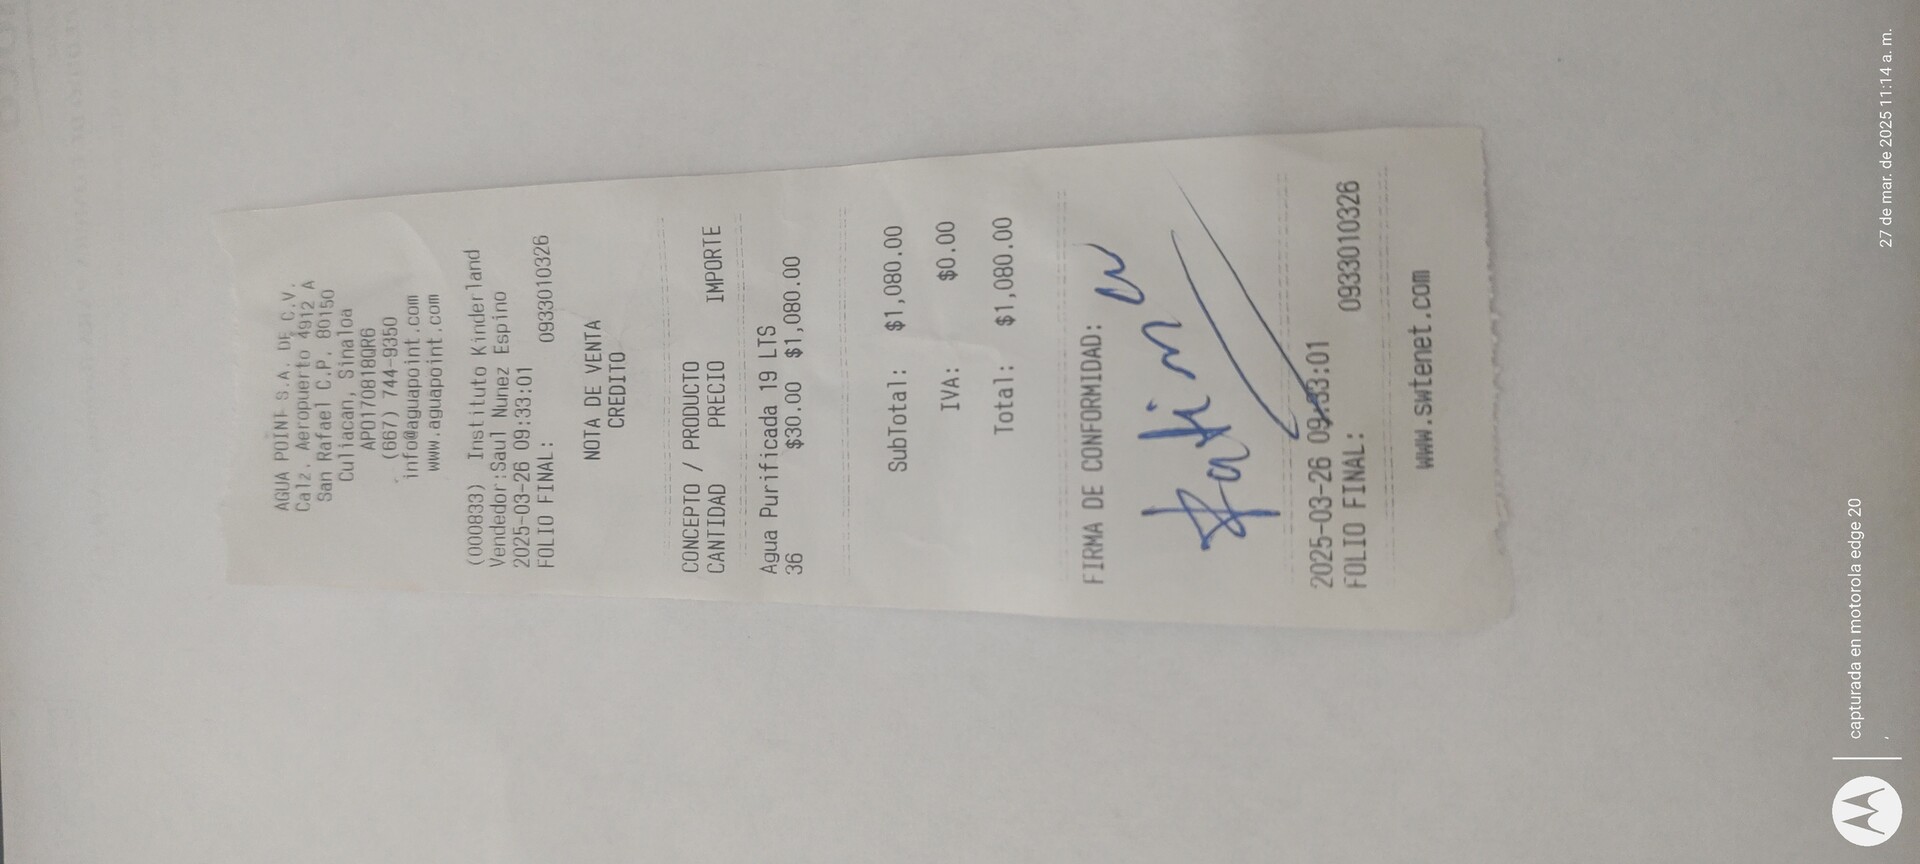 AGUA POINT S.A. DE C.V.
Calz. Aeropuerto 4912 A
San Rafael C.P. 80150
Culiacan, Sinaloa
APO170818QR6
(667) 744-9350
info@aguapoint.com
www.aguapoint.com
(000833) Instituto Kinderland
Vendedor:Saul Nunez Espino
2025-03-26 09:33:01
FOLIO FINAL: 0933010326
NOTA DE VENTA
CREDITO
CONCEPTO / PRODUCTO
CANTIDAD PRECIO IMPORTE
Agua Purificada 19 LTS
36 $30.00 $1,080.00
SubTotal: $1,080.00
IVA: $0.00
Total: $1,080.00
FIRMA DE CONFORMIDAD:
2025-03-26 09:33:01
FOLIO FINAL: 0933010326
www.swtenet.com
capturada en motorola edge 20
27 de mar. de 2025 11:14 a. m.